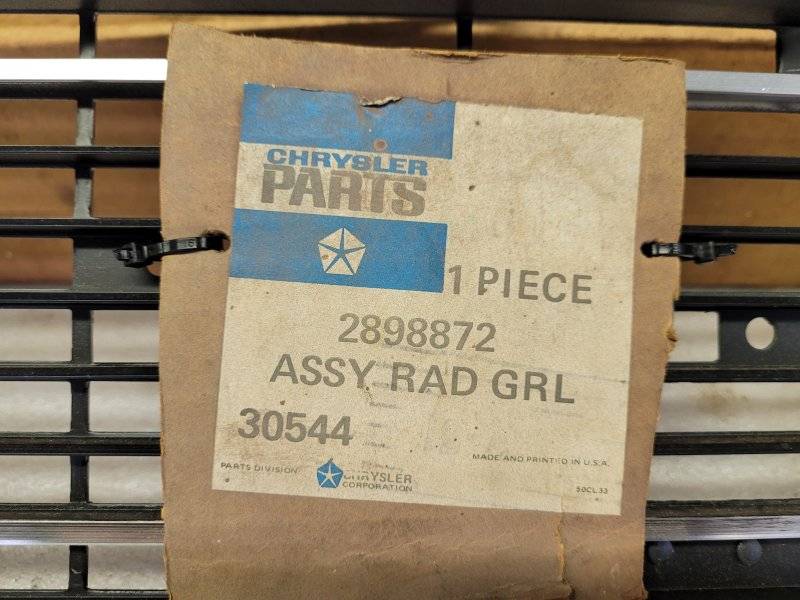 CHRYSLER
PARTS
1 PIECE
2898872
ASSY RAD GRL
30544
MADE AND PRINTED IN U.S.A.
PARTS DIVISION
CHRYSLER
CORPORATION
50CL33